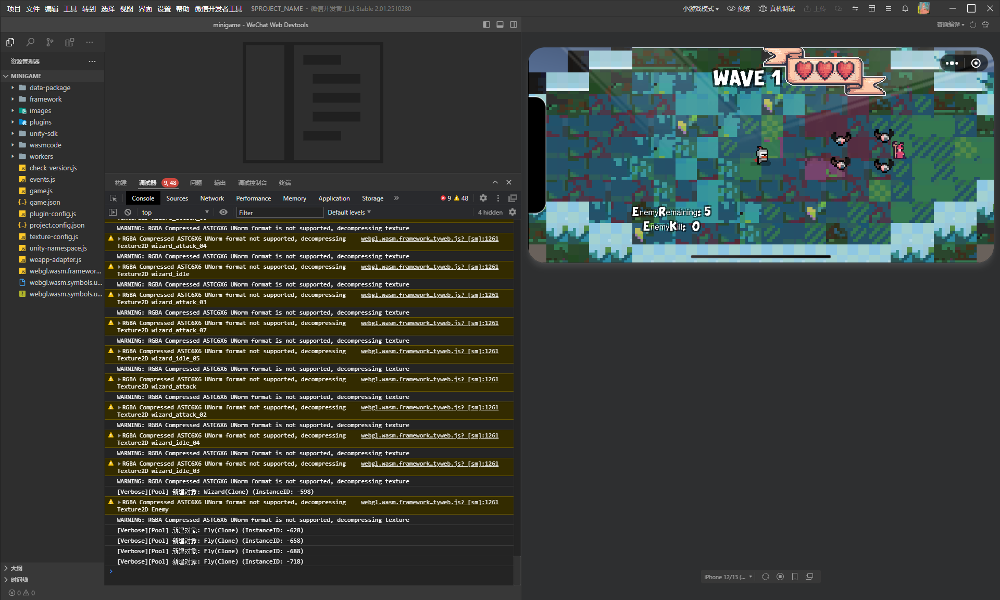 项目 文件 编辑 工具 转到 选择 视图 界面 设置 帮助 微信开发者工具 $PROJECT_NAME - 微信开发者工具 Stable 2.01.2510280 小游戏模式 预览 真机调试 上传
minigame - WeChat Web Devtools
普通编译
资源管理器
MINIGAME
data-package
framework
images
plugins
unity-sdk
wasmcode
workers
check-version.js
events.js
game.js
game.json
plugin-config.js
project.config.json
texture-config.js
unity-namespace.js
weapp-adapter.js
webgl.wasm.framewor...
webgl.wasm.symbols.u...
webgl.wasm.symbols.u...
大纲
时间线
0 0
构建 调试器 9, 48 问题 输出 调试控制台 终端
Console Sources Network Performance Memory Application Storage 9 48
top Filter Default levels 4 hidden
WARNING: RGBA Compressed ASTC6X6 UNorm format is not supported, decompressing texture
RGBA Compressed ASTC6X6 UNorm format not supported, decompressing webgl.wasm.framework…tyweb.js? [sm]:1261
Texture2D wizard_attack_04
WARNING: RGBA Compressed ASTC6X6 UNorm format is not supported, decompressing texture
RGBA Compressed ASTC6X6 UNorm format not supported, decompressing webgl.wasm.framework…tyweb.js? [sm]:1261
Texture2D wizard_idle
WARNING: RGBA Compressed ASTC6X6 UNorm format is not supported, decompressing texture
RGBA Compressed ASTC6X6 UNorm format not supported, decompressing webgl.wasm.framework…tyweb.js? [sm]:1261
Texture2D wizard_attack_03
WARNING: RGBA Compressed ASTC6X6 UNorm format is not supported, decompressing texture
RGBA Compressed ASTC6X6 UNorm format not supported, decompressing webgl.wasm.framework…tyweb.js? [sm]:1261
Texture2D wizard_attack_07
WARNING: RGBA Compressed ASTC6X6 UNorm format is not supported, decompressing texture
RGBA Compressed ASTC6X6 UNorm format not supported, decompressing webgl.wasm.framework…tyweb.js? [sm]:1261
Texture2D wizard_idle_05
WARNING: RGBA Compressed ASTC6X6 UNorm format is not supported, decompressing texture
RGBA Compressed ASTC6X6 UNorm format not supported, decompressing webgl.wasm.framework…tyweb.js? [sm]:1261
Texture2D wizard_attack
WARNING: RGBA Compressed ASTC6X6 UNorm format is not supported, decompressing texture
RGBA Compressed ASTC6X6 UNorm format not supported, decompressing webgl.wasm.framework…tyweb.js? [sm]:1261
Texture2D wizard_attack_02
WARNING: RGBA Compressed ASTC6X6 UNorm format is not supported, decompressing texture
RGBA Compressed ASTC6X6 UNorm format not supported, decompressing webgl.wasm.framework…tyweb.js? [sm]:1261
Texture2D wizard_idle_04
WARNING: RGBA Compressed ASTC6X6 UNorm format is not supported, decompressing texture
RGBA Compressed ASTC6X6 UNorm format not supported, decompressing webgl.wasm.framework…tyweb.js? [sm]:1261
Texture2D wizard_idle_03
WARNING: RGBA Compressed ASTC6X6 UNorm format is not supported, decompressing texture
[Verbose][Pool] 新建对象: Wizard(Clone) (InstanceID: -598)
RGBA Compressed ASTC6X6 UNorm format not supported, decompressing webgl.wasm.framework…tyweb.js? [sm]:1261
Texture2D Enemy
WARNING: RGBA Compressed ASTC6X6 UNorm format is not supported, decompressing texture
[Verbose][Pool] 新建对象: Fly(Clone) (InstanceID: -628)
[Verbose][Pool] 新建对象: Fly(Clone) (InstanceID: -658)
[Verbose][Pool] 新建对象: Fly(Clone) (InstanceID: -688)
[Verbose][Pool] 新建对象: Fly(Clone) (InstanceID: -718)
WAVE 1
EnemyRemaining: 5
EnemyKill: 0
iPhone 12/13 (...